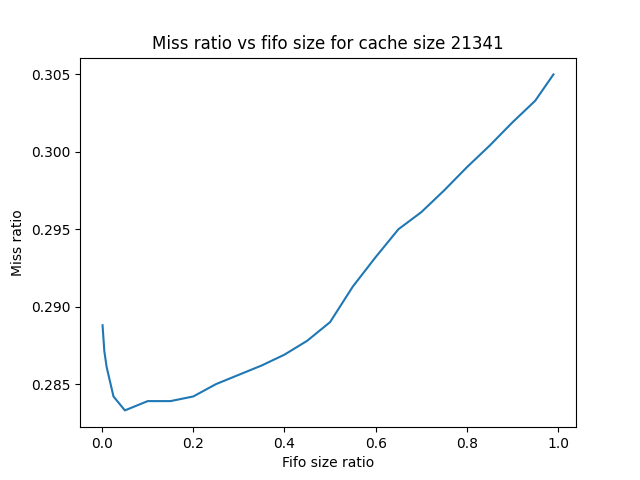 Miss ratio vs fifo size for cache size 21341
0.305
0.300
0.295
0.290
0.285
Miss ratio
0.0 0.2 0.4 0.6 0.8 1.0
Fifo size ratio